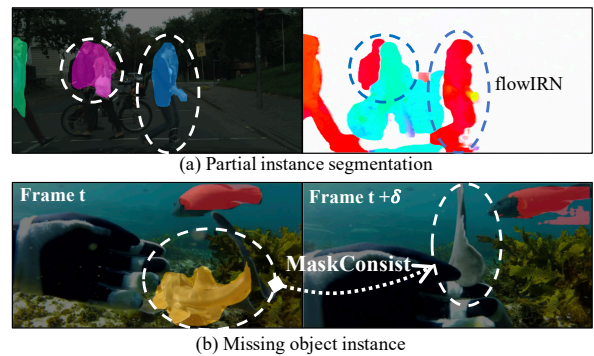 flowIRN
(a) Partial instance segmentation
Frame t
Frame t +δ
MaskConsist
(b) Missing object instance